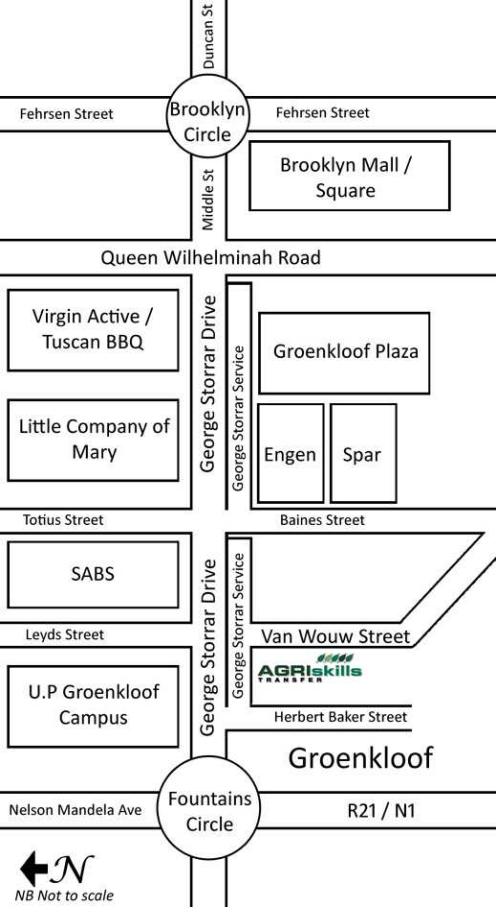 Duncan St
Fehrsen Street
Brooklyn
Circle
Fehrsen Street
Brooklyn Mall /
Square
Middle St
Queen Wilhelminah Road
Virgin Active /
Tuscan BBQ
George Storrar Drive
George Storrar Service
Groenkloof Plaza
Little Company of
Mary
Engen
Spar
Totius Street
Baines Street
SABS
George Storrar Drive
George Storrar Service
Leyds Street
Van Wouw Street
AGRIskills
TRANSFER
U.P Groenkloof
Campus
Herbert Baker Street
Groenkloof
Nelson Mandela Ave
Fountains
Circle
R21 / N1
N
NB Not to scale